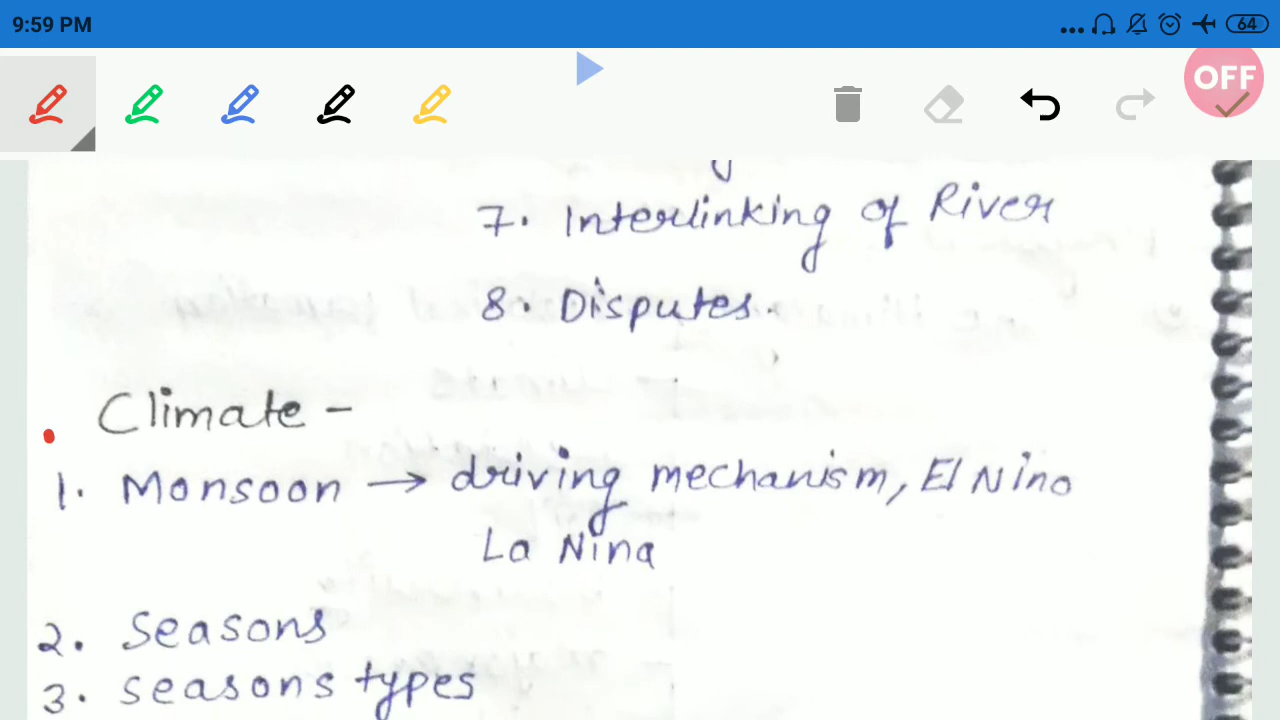 9:59 PM
64
OFF
7. Interlinking of River
8. Disputes.
Climate -
1. Monsoon → driving mechanism, El Nino
La Nina
2. Seasons
3. seasons types